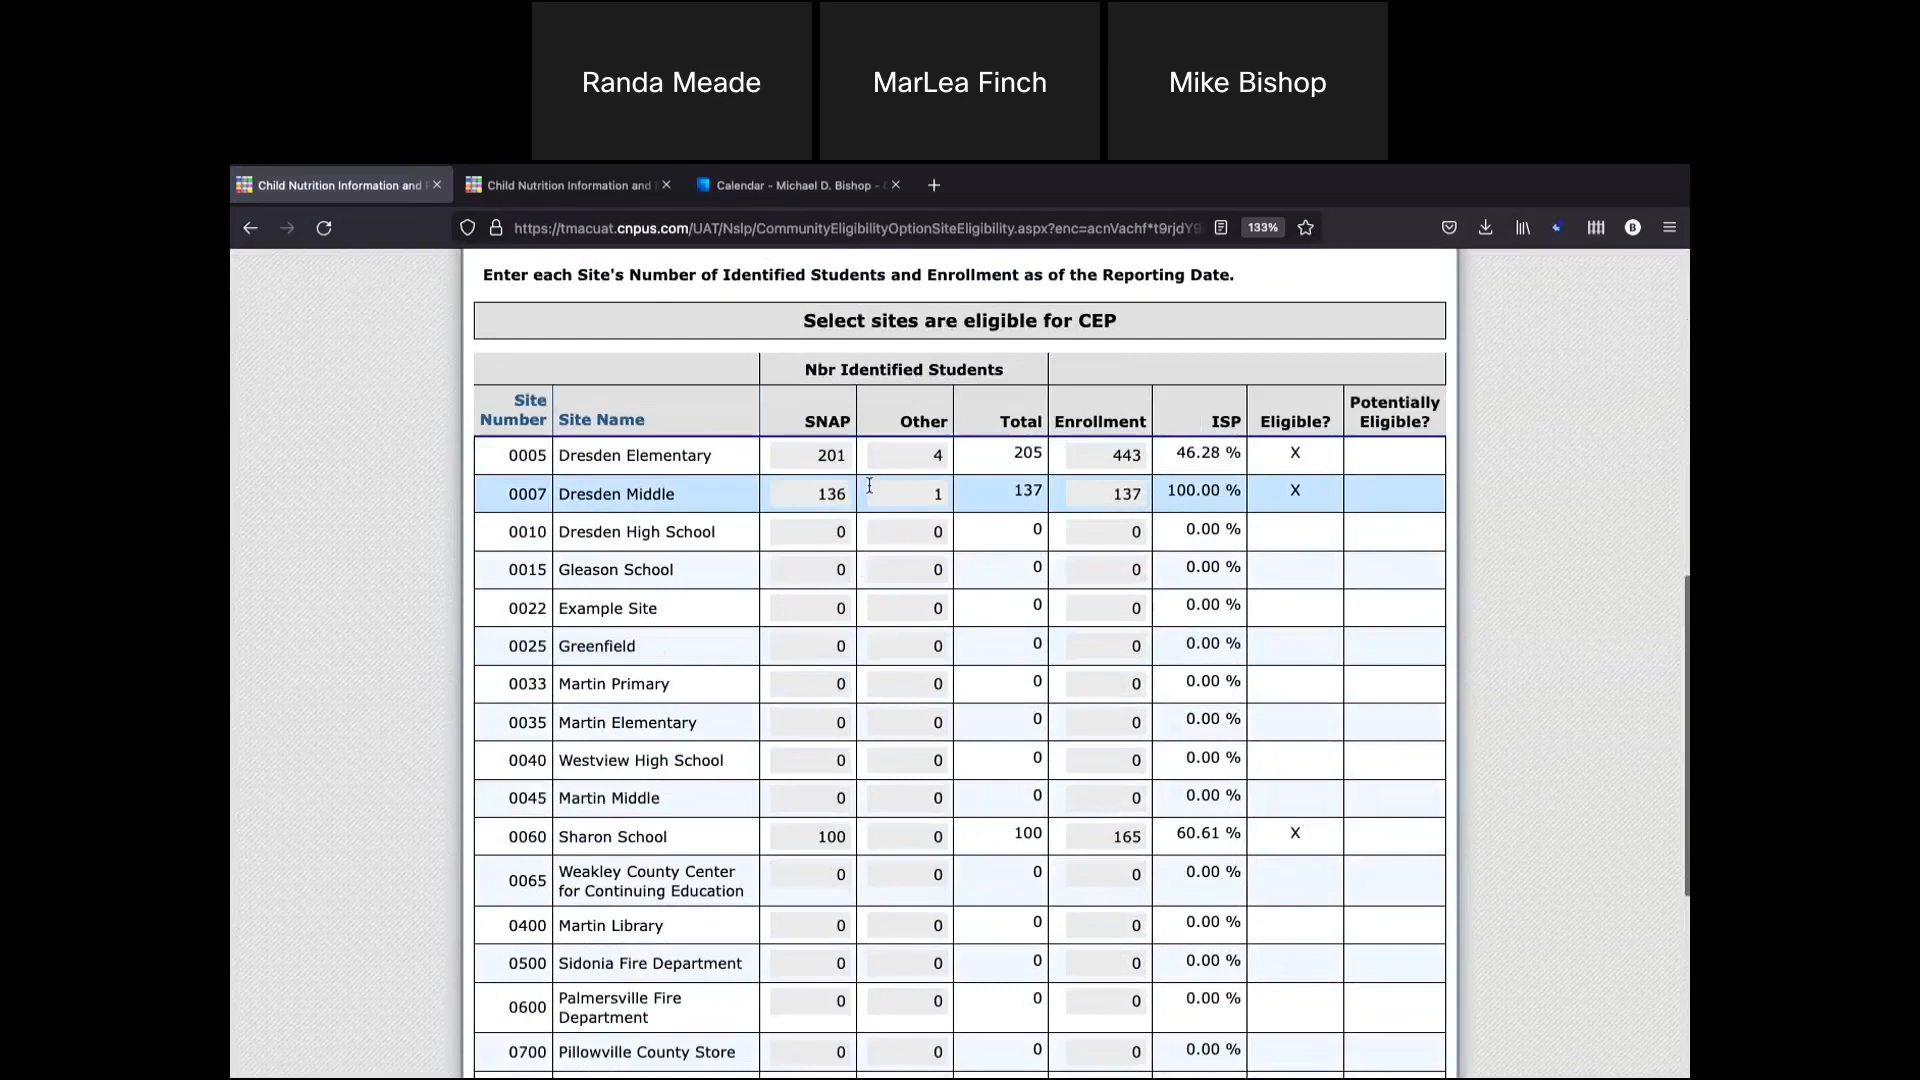 Randa Meade MarLea Finch Mike Bishop
Child Nutrition Information and Child Nutrition Information and Calendar - Michael D. Bishop -
https://tmacuat.cnpus.com/UAT/Nslp/CommunityEligibilityOptionSiteEligibility.aspx?enc=acnVachf*t9rjdY9 133% B
Enter each Site's Number of Identified Students and Enrollment as of the Reporting Date.
Select sites are eligible for CEP
Nbr Identified Students
Site Number Site Name SNAP Other Total Enrollment ISP Eligible? Potentially Eligible?
0005 Dresden Elementary 201 4 205 443 46.28 % X
0007 Dresden Middle 136 1 137 137 100.00 % X
0010 Dresden High School 0 0 0 0 0.00 %
0015 Gleason School 0 0 0 0 0.00 %
0022 Example Site 0 0 0 0 0.00 %
0025 Greenfield 0 0 0 0 0.00 %
0033 Martin Primary 0 0 0 0 0.00 %
0035 Martin Elementary 0 0 0 0 0.00 %
0040 Westview High School 0 0 0 0 0.00 %
0045 Martin Middle 0 0 0 0 0.00 %
0060 Sharon School 100 0 100 165 60.61 % X
0065 Weakley County Center for Continuing Education 0 0 0 0 0.00 %
0400 Martin Library 0 0 0 0 0.00 %
0500 Sidonia Fire Department 0 0 0 0 0.00 %
0600 Palmersville Fire Department 0 0 0 0 0.00 %
0700 Pillowville County Store 0 0 0 0 0.00 %